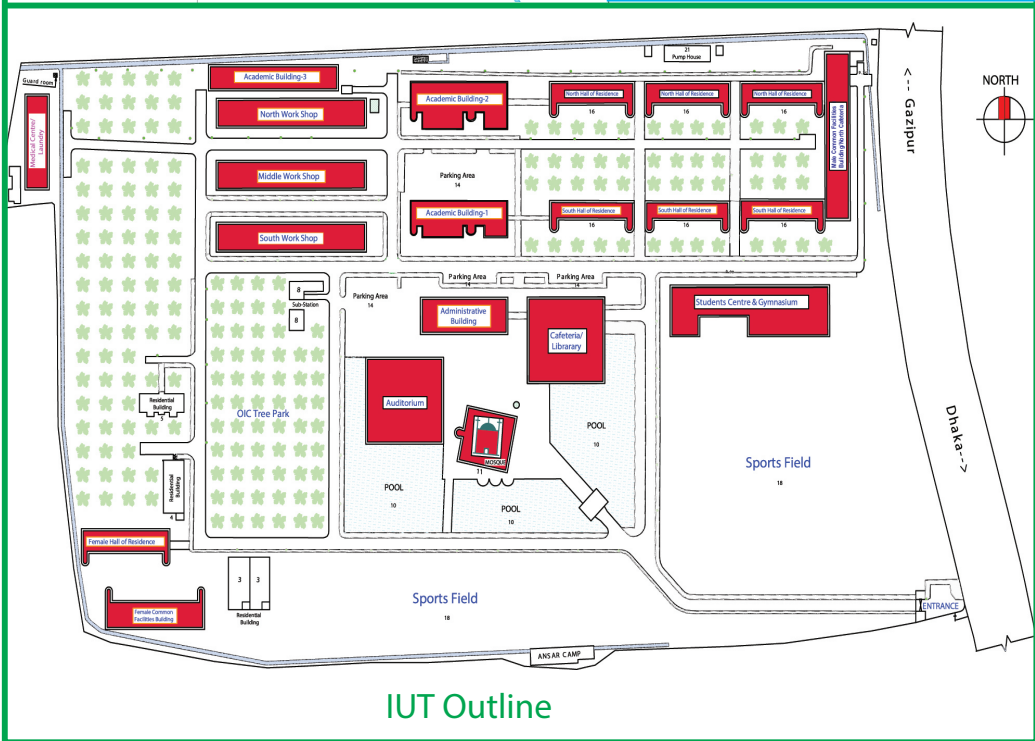 21
Pump House
Guard room
Academic Building-3
Academic Building-2
North Hall of Residence
16
North Hall of Residence
16
North Hall of Residence
16
North Work Shop
Medical Centre/
Laundry
Male Common Facilities
Building/North Cafeteria
<-- Gazipur
NORTH
Middle Work Shop
Parking Area
14
Academic Building-1
South Hall of Residence
16
South Hall of Residence
16
South Hall of Residence
16
South Work Shop
Parking Area
14
Parking Area
14
Parking Area
14
8
Sub-Station
8
Administrative
Building
Cafeteria/
Librarary
Students Centre & Gymnasium
Residential
Building
5
OIC Tree Park
Auditorium
MOSQUE
11
POOL
10
Dhaka-->
Sports Field
18
Residential
Building
4
POOL
10
POOL
10
Female Hall of Residence
3
3
Residential
Building
Female Common
Facilities Building
Sports Field
18
ENTRANCE
ANSAR CAMP
IUT Outline